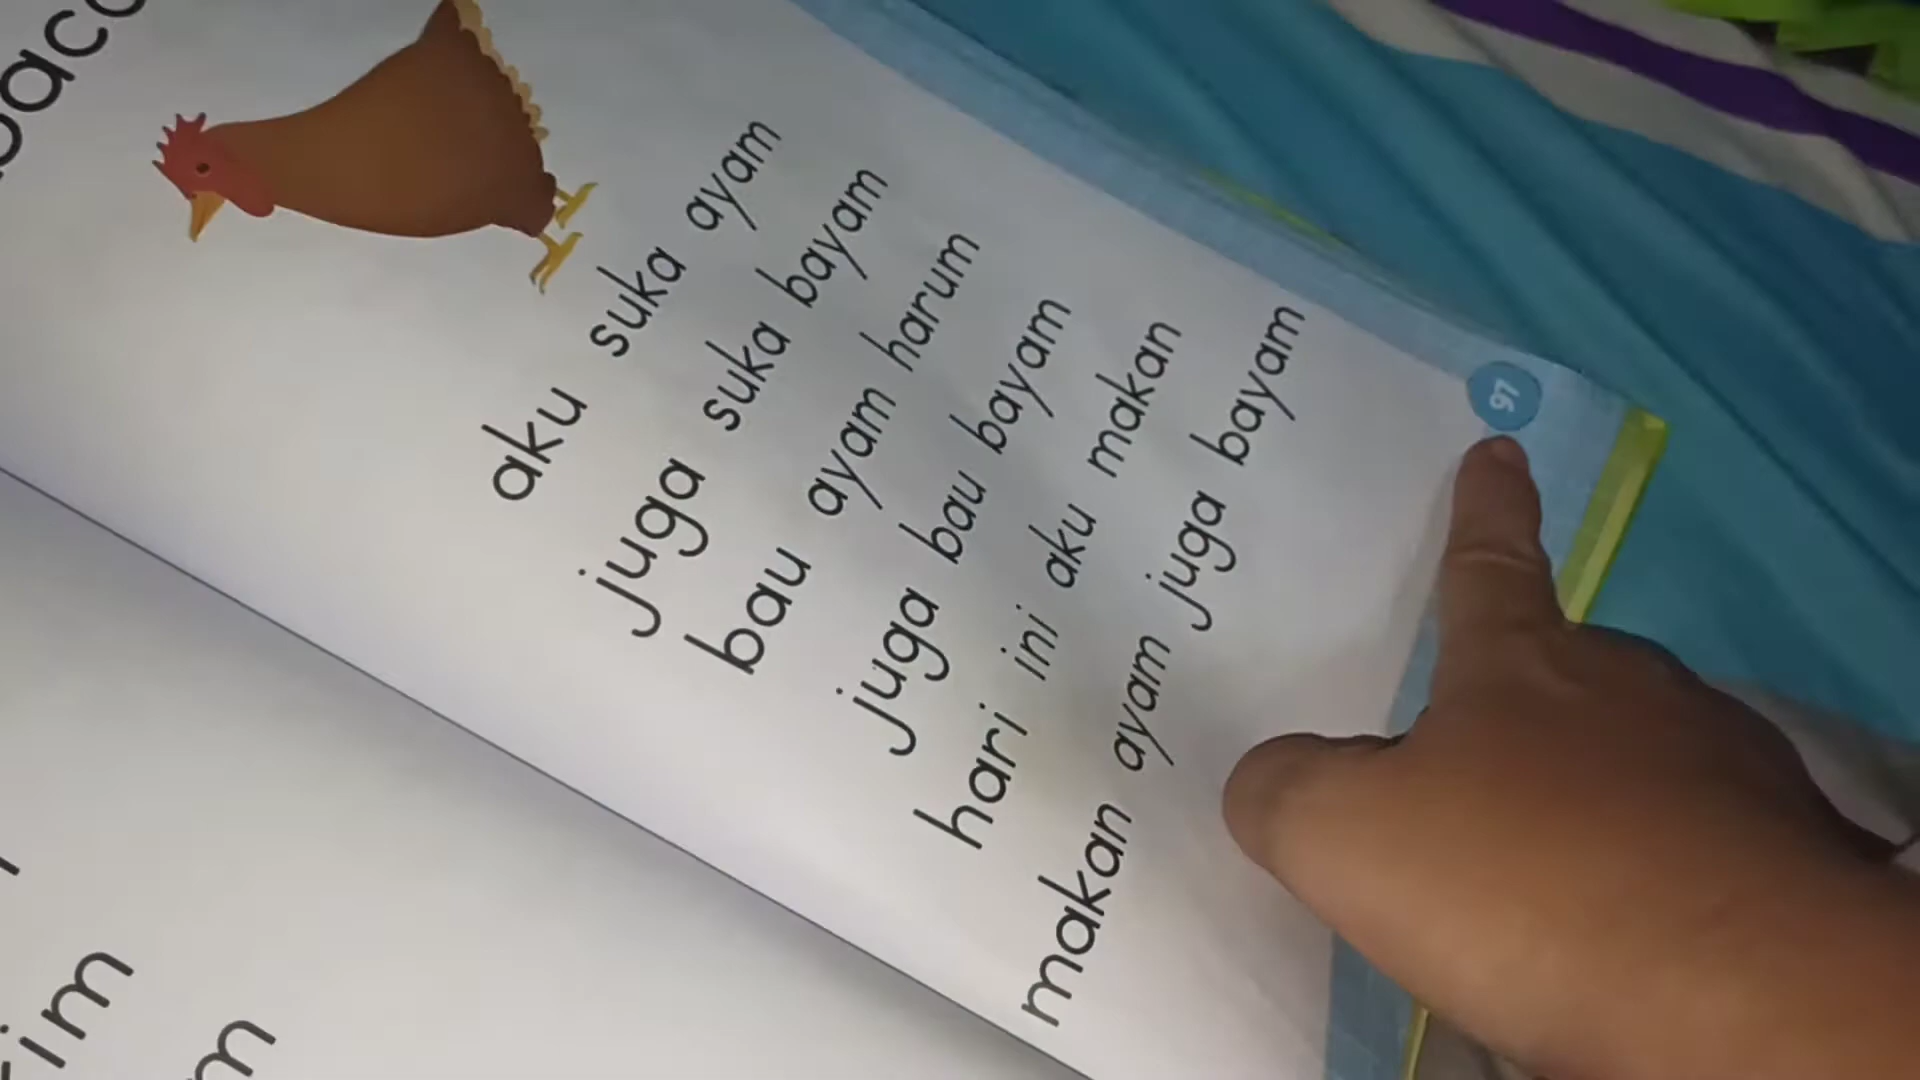 aku suka ayam
juga suka bayam
bau ayam harum
juga bau bayam
hari ini aku makan
makan ayam juga bayam
97